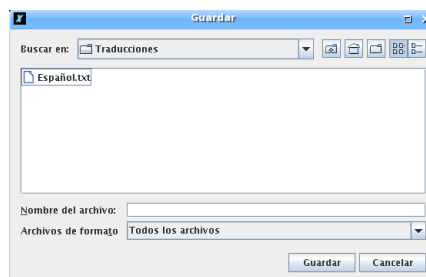 Guardar
Buscar en: Traducciones
Español.txt
Nombre del archivo:
Archivos de formato Todos los archivos
Guardar Cancelar